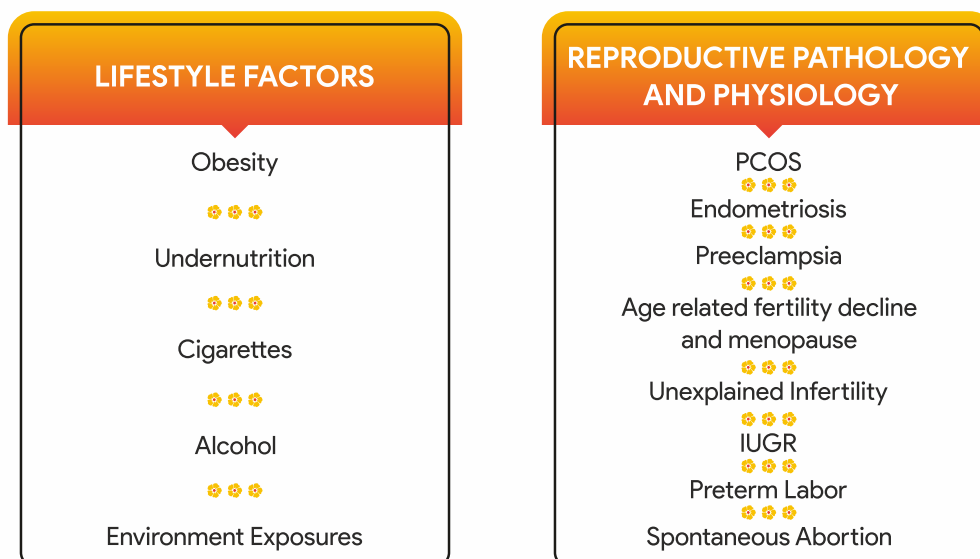 LIFESTYLE FACTORS
Obesity
Undernutrition
Cigarettes
Alcohol
Environment Exposures
REPRODUCTIVE PATHOLOGY
AND PHYSIOLOGY
PCOS
Endometriosis
Preeclampsia
Age related fertility decline
and menopause
Unexplained Infertility
IUGR
Preterm Labor
Spontaneous Abortion